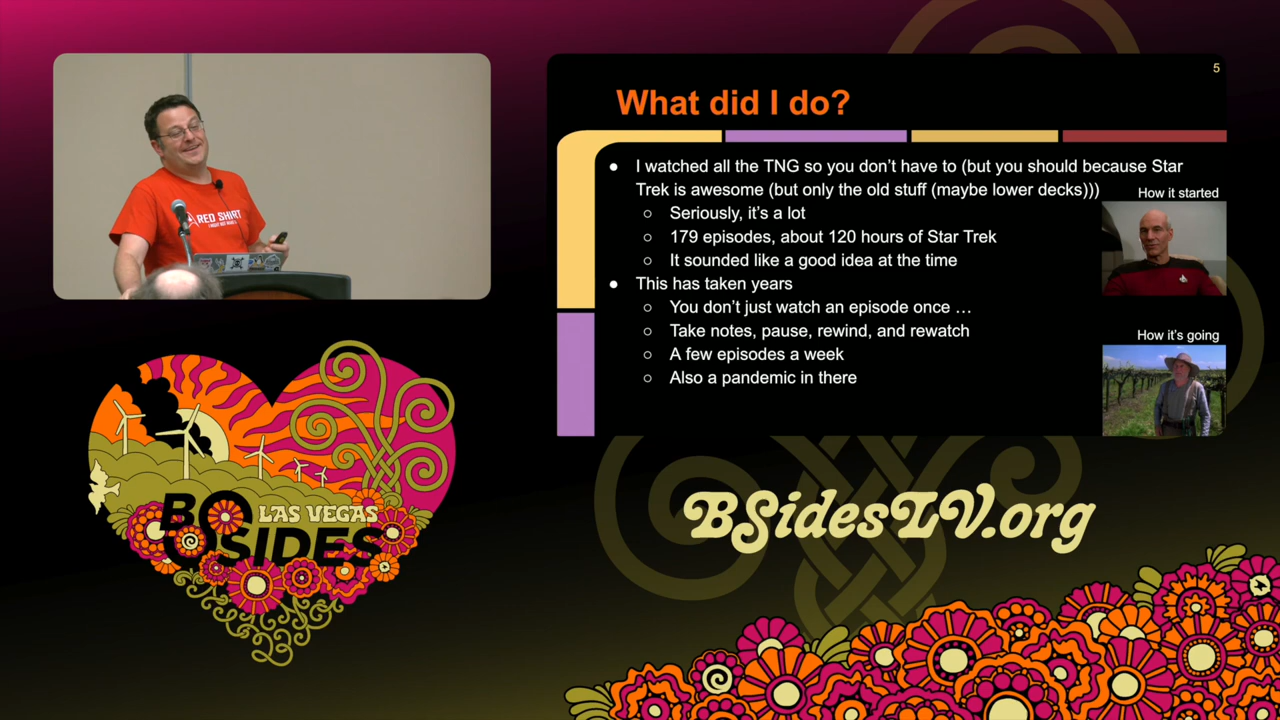 RED SHIRT
BO
LAS VEGAS
SIDES
5
What did I do?
● I watched all the TNG so you don’t have to (but you should because Star
Trek is awesome (but only the old stuff (maybe lower decks)))
○ Seriously, it’s a lot
○ 179 episodes, about 120 hours of Star Trek
○ It sounded like a good idea at the time
● This has taken years
○ You don’t just watch an episode once …
○ Take notes, pause, rewind, and rewatch
○ A few episodes a week
○ Also a pandemic in there
How it started
How it’s going
BSidesLV.org